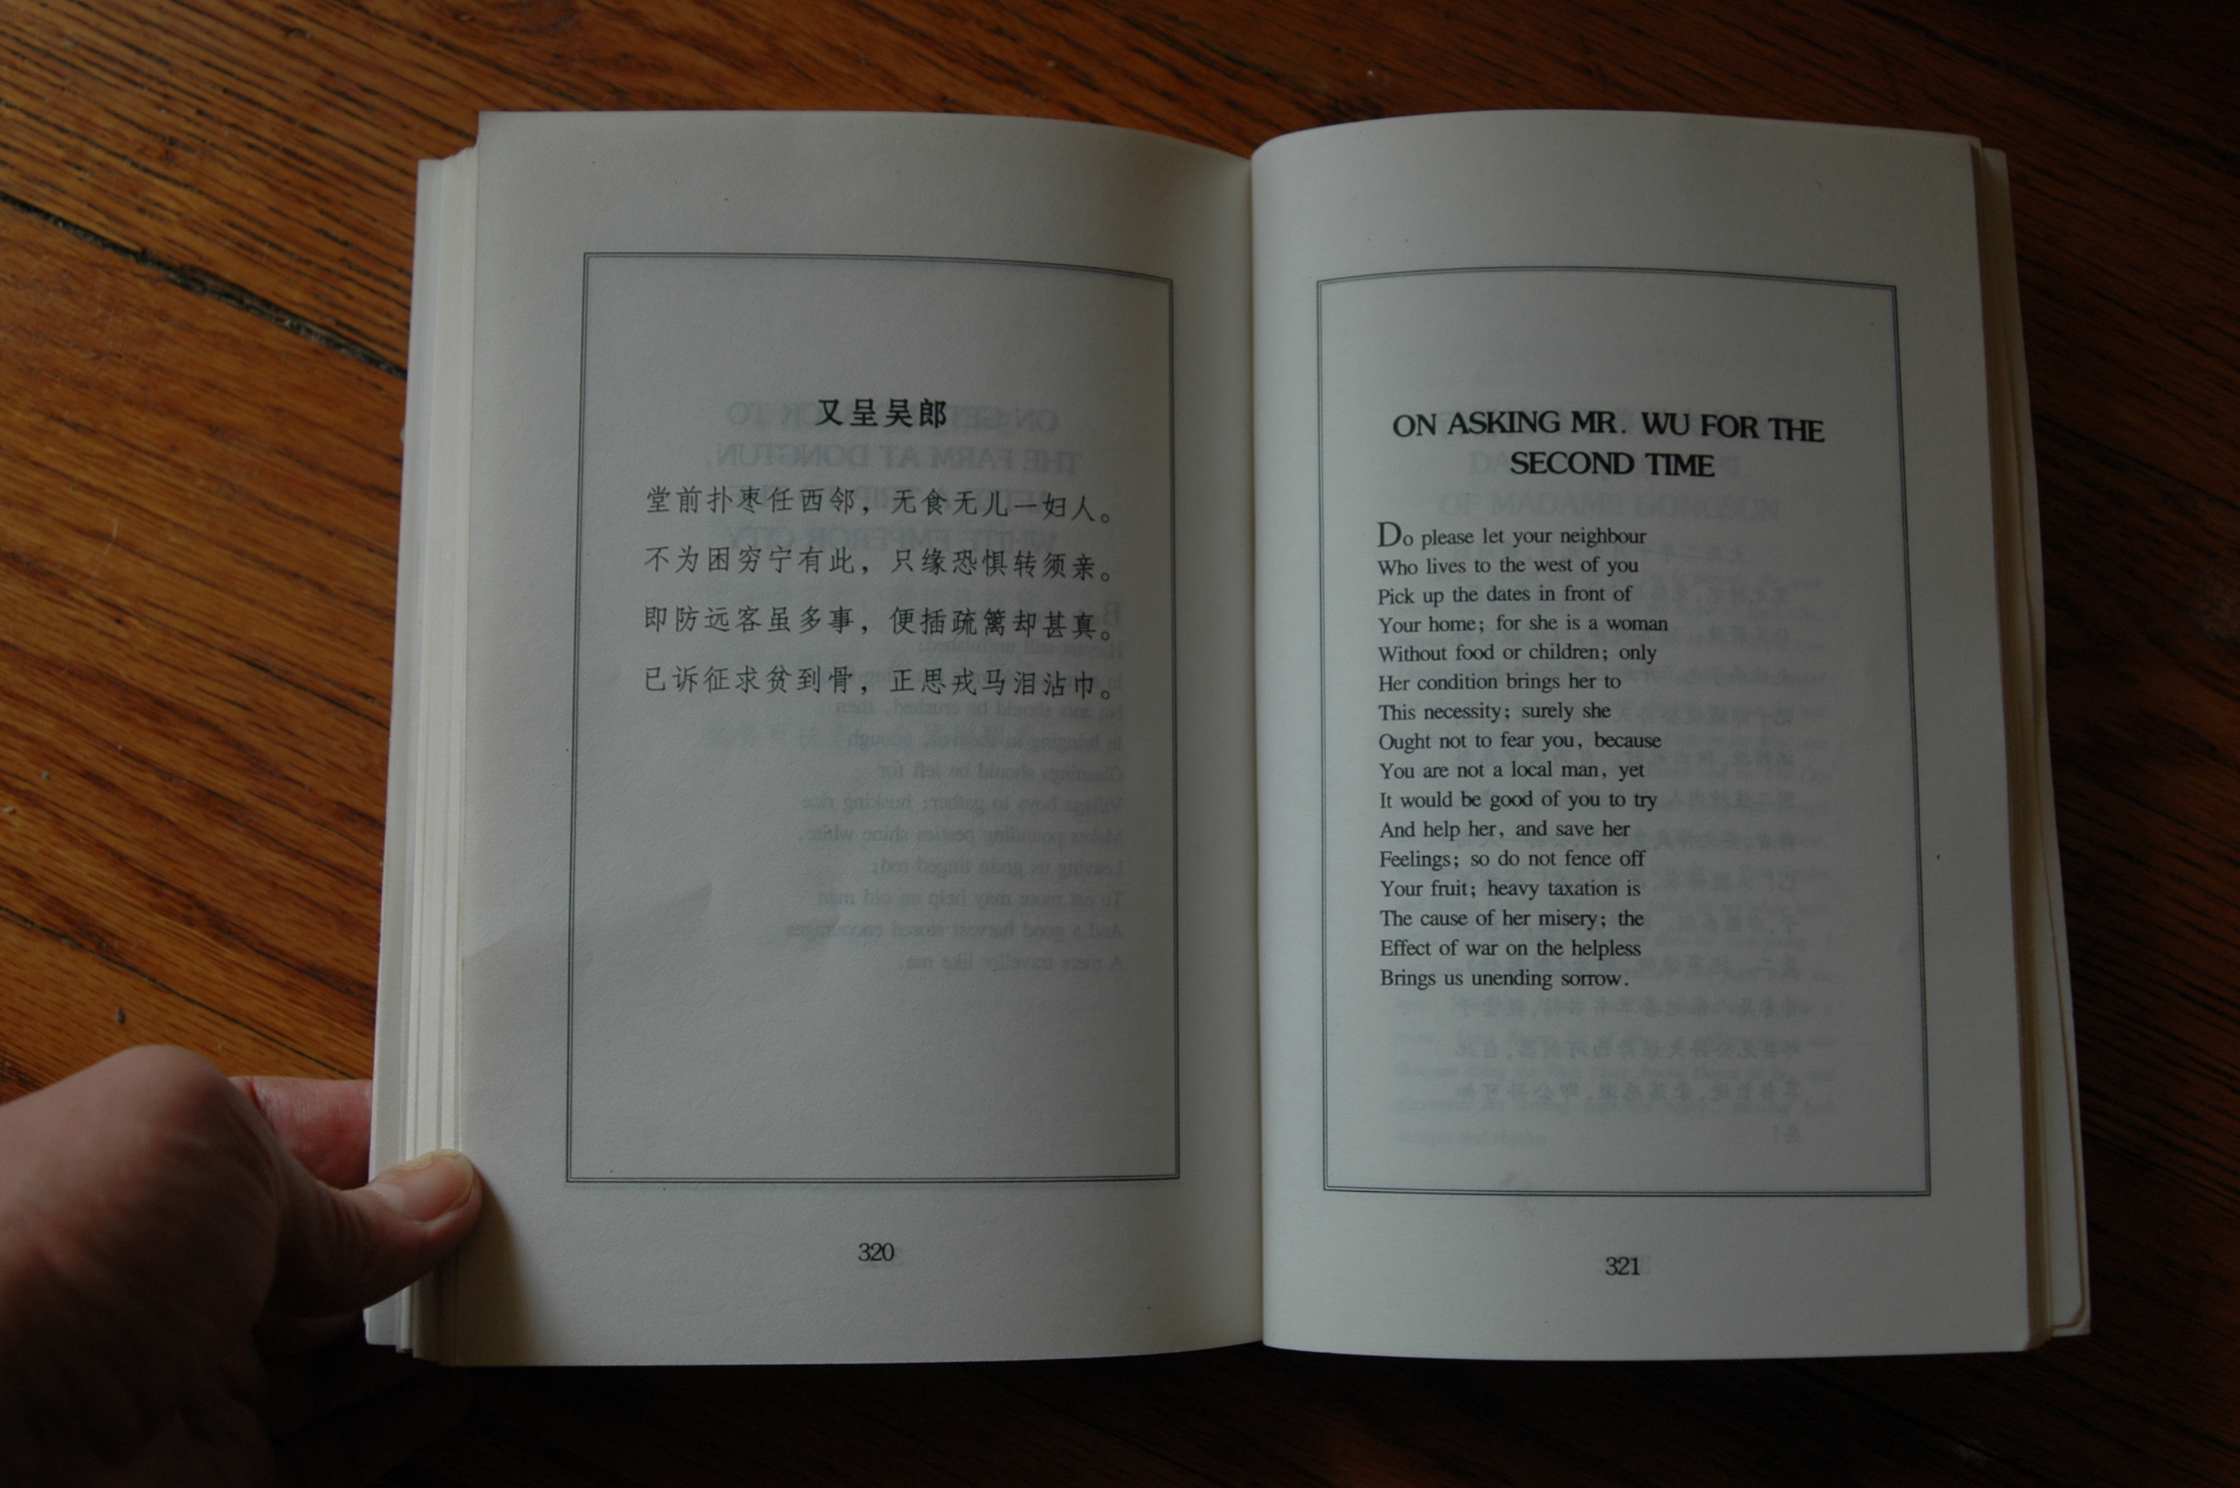 又呈吴郎
堂前扑枣任西邻，无食无儿一妇人。
不为困穷宁有此，只缘恐惧转须亲。
即防远客虽多事，便插疏篱却甚真。
已诉征求贫到骨，正思戎马泪沾巾。
320
ON ASKING MR. WU FOR THE
SECOND TIME
Do please let your neighbour
Who lives to the west of you
Pick up the dates in front of
Your home; for she is a woman
Without food or children; only
Her condition brings her to
This necessity; surely she
Ought not to fear you, because
You are not a local man, yet
It would be good of you to try
And help her, and save her
Feelings; so do not fence off
Your fruit; heavy taxation is
The cause of her misery; the
Effect of war on the helpless
Brings us unending sorrow.
321